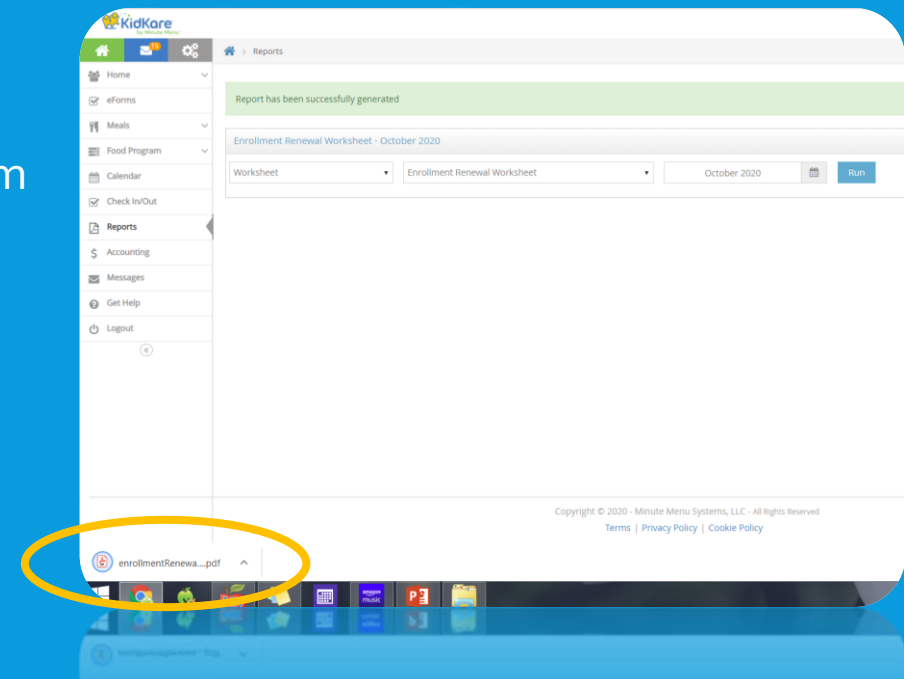 m
KidKare
by Minute Menu
15
> Reports
Home
eForms
Meals
Food Program
Calendar
Check In/Out
Reports
Accounting
Messages
Get Help
Logout
Report has been successfully generated
Enrollment Renewal Worksheet - October 2020
Worksheet Enrollment Renewal Worksheet October 2020 Run
Copyright © 2020 - Minute Menu Systems, LLC - All Rights Reserved
Terms | Privacy Policy | Cookie Policy
enrollmentRenewa....pdf
amazon
music